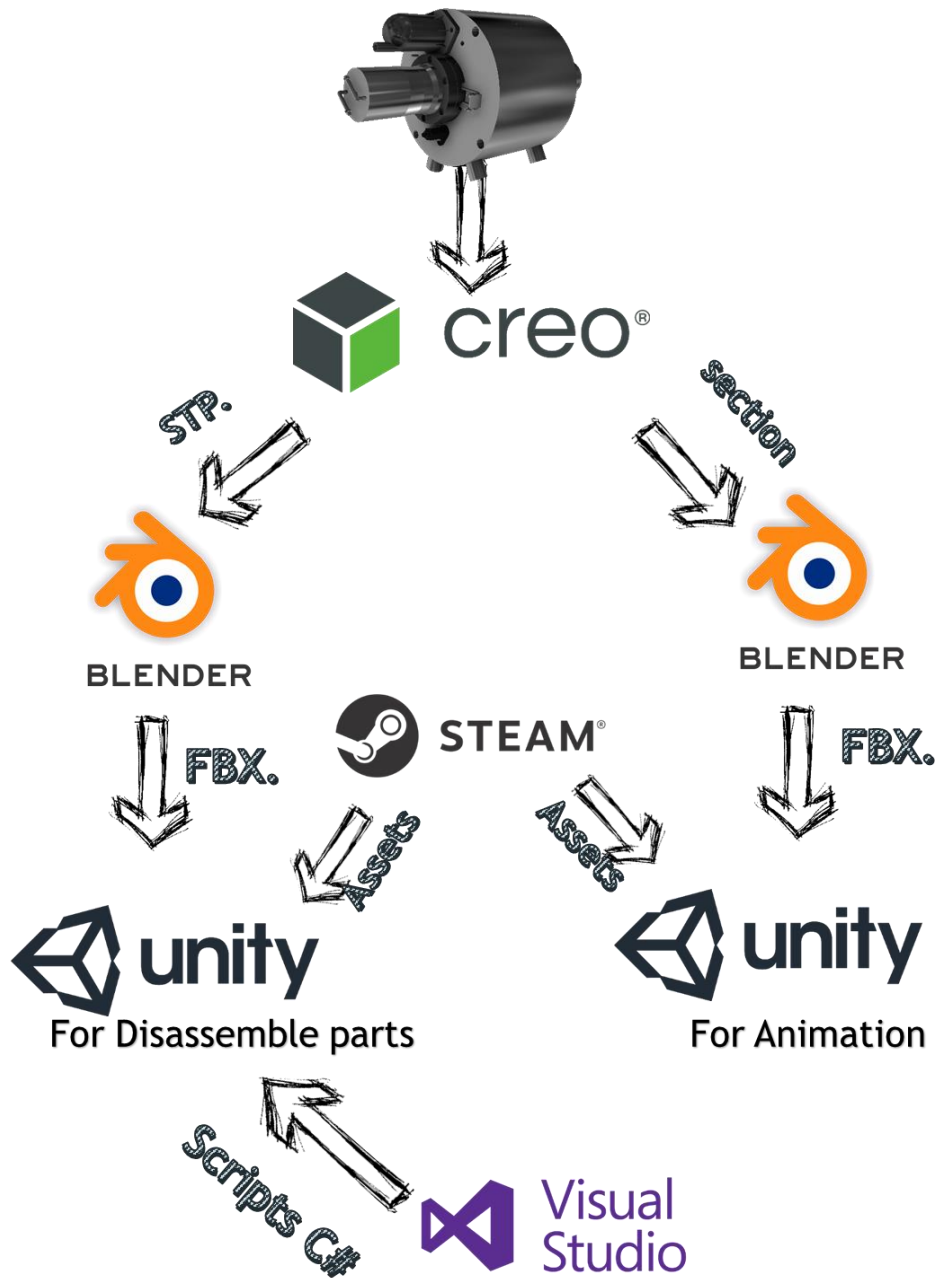 creo®
STP.
section
BLENDER
BLENDER
STEAM®
FBX.
FBX.
Assets
Assets
unity
unity
For Disassemble parts
For Animation
Scripts C#
Visual
Studio